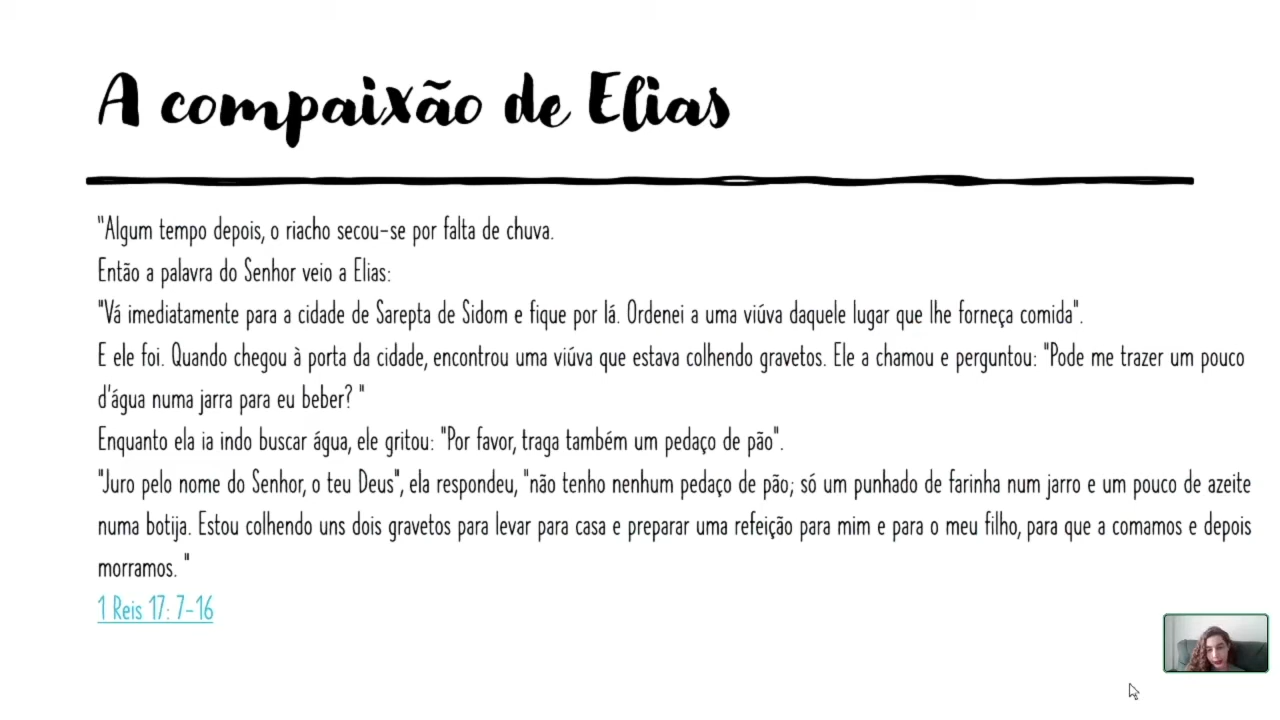 A compaixão de Elias
"Algum tempo depois, o riacho secou-se por falta de chuva.
Então a palavra do Senhor veio a Elias:
"Vá imediatamente para a cidade de Sarepta de Sidom e fique por lá. Ordenei a uma viúva daquele lugar que lhe forneça comida".
E ele foi. Quando chegou à porta da cidade, encontrou uma viúva que estava colhendo gravetos. Ele a chamou e perguntou: "Pode me trazer um pouco
d'água numa jarra para eu beber? "
Enquanto ela ia indo buscar água, ele gritou: "Por favor, traga também um pedaço de pão".
"Juro pelo nome do Senhor, o teu Deus", ela respondeu, "não tenho nenhum pedaço de pão; só um punhado de farinha num jarro e um pouco de azeite
numa botija. Estou colhendo uns dois gravetos para levar para casa e preparar uma refeição para mim e para o meu filho, para que a comamos e depois
morramos. "
1 Reis 17: 7-16